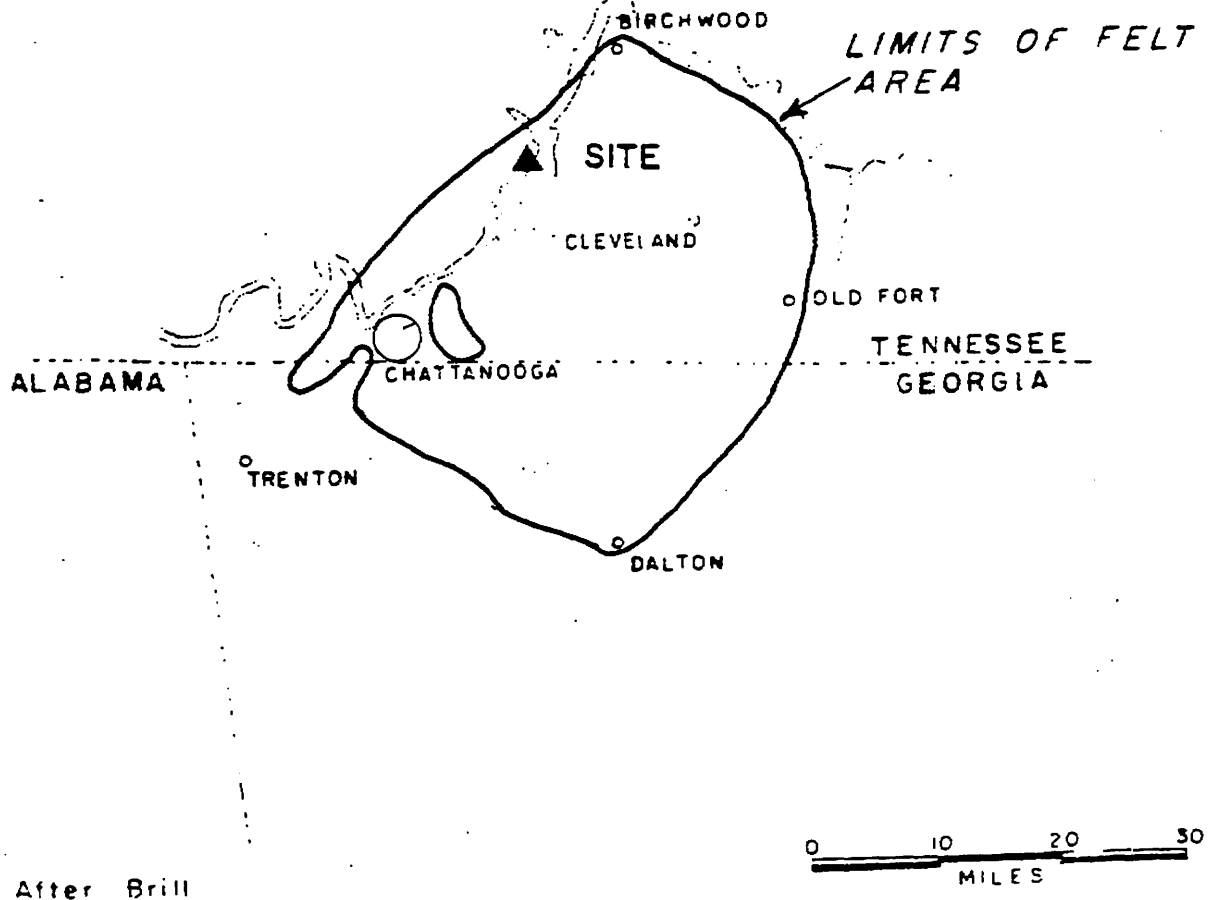 BIRCHWOOD
LIMITS OF FELT
AREA
SITE
CLEVELAND
OLD FORT
TENNESSEE
ALABAMA
CHATTANOOGA
GEORGIA
TRENTON
DALTON
0 10 20 30
MILES
After Brill